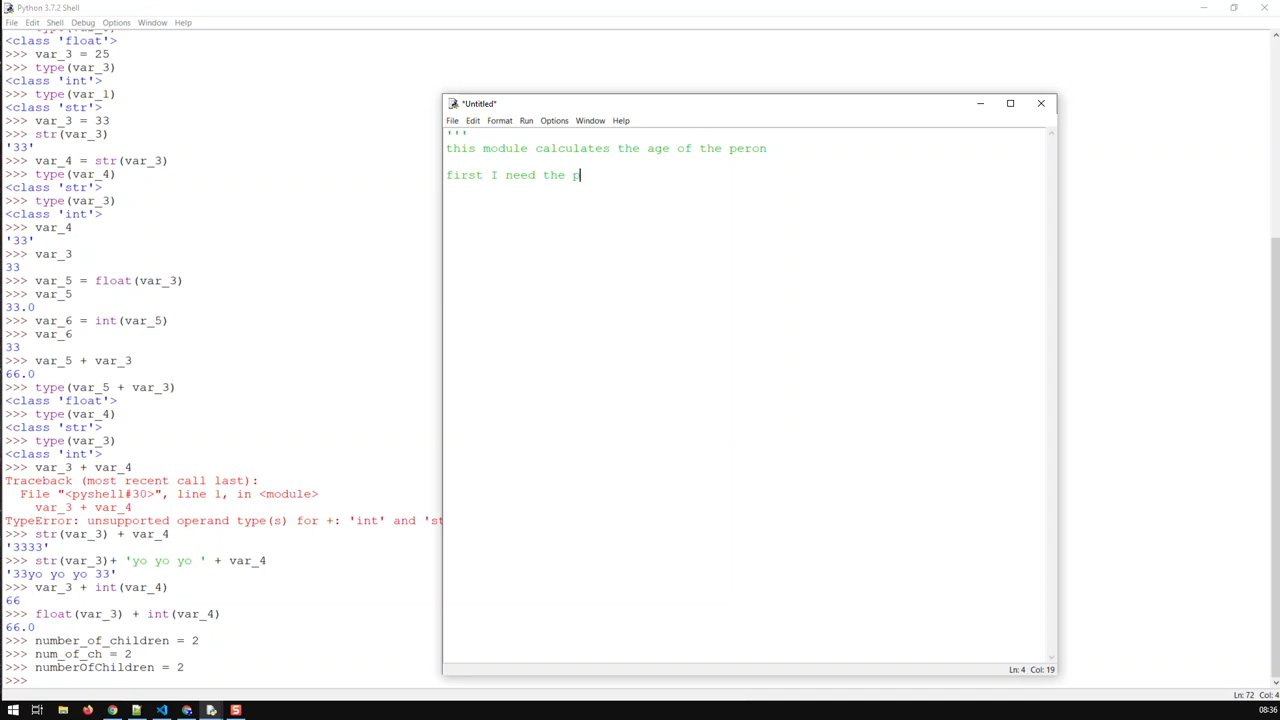 Python 3.7.2 Shell
File Edit Shell Debug Options Window Help
<class 'float'>
>>> var_3 = 25
>>> type(var_3)
<class 'int'>
>>> type(var_1)
<class 'str'>
>>> var_3 = 33
>>> str(var_3)
'33'
>>> var_4 = str(var_3)
>>> type(var_4)
<class 'str'>
>>> type(var_3)
<class 'int'>
>>> var_4
'33'
>>> var_3
33
>>> var_5 = float(var_3)
>>> var_5
33.0
>>> var_6 = int(var_5)
>>> var_6
33
>>> var_5 + var_3
66.0
>>> type(var_5 + var_3)
<class 'float'>
>>> type(var_4)
<class 'str'>
>>> type(var_3)
<class 'int'>
>>> var_3 + var_4
Traceback (most recent call last):
  File "<pyshell#30>", line 1, in <module>
    var_3 + var_4
TypeError: unsupported operand type(s) for +: 'int' and 'st
>>> str(var_3) + var_4
'3333'
>>> str(var_3)+ 'yo yo yo ' + var_4
'33yo yo yo 33'
>>> var_3 + int(var_4)
66
>>> float(var_3) + int(var_4)
66.0
>>> number_of_children = 2
>>> num_of_ch = 2
>>> numberOfChildren = 2
>>>
Ln: 72 Col: 4
*Untitled*
File Edit Format Run Options Window Help
'''
this module calculates the age of the peron
first I need the p
Ln: 4 Col: 19
08:36